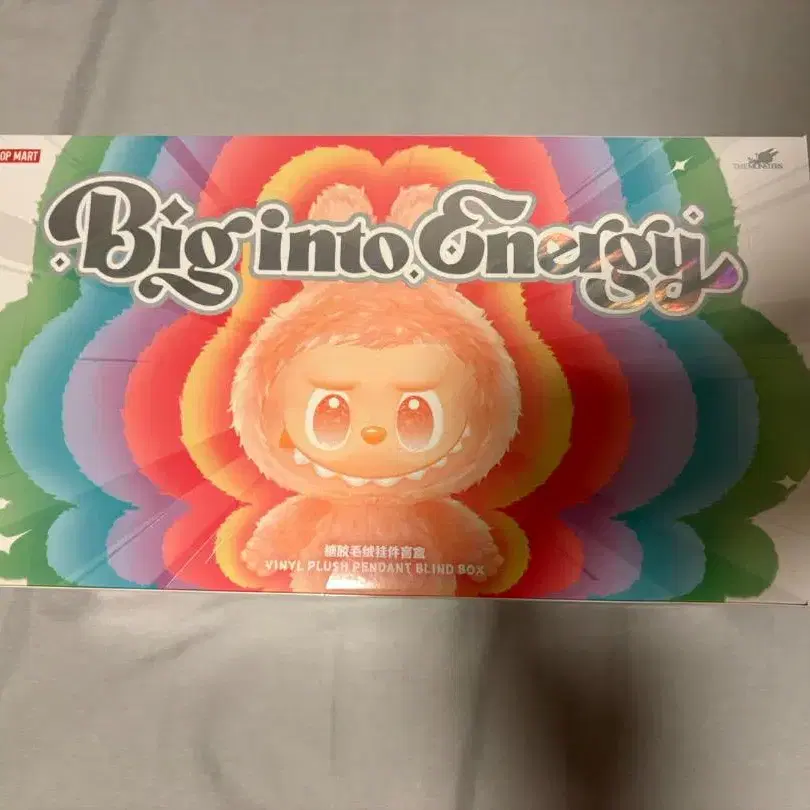 OP MART
THE MONSTERS
Big into Energy
搪胶毛绒挂件盲盒
VINYL PLUSH PENDANT BLIND BOX